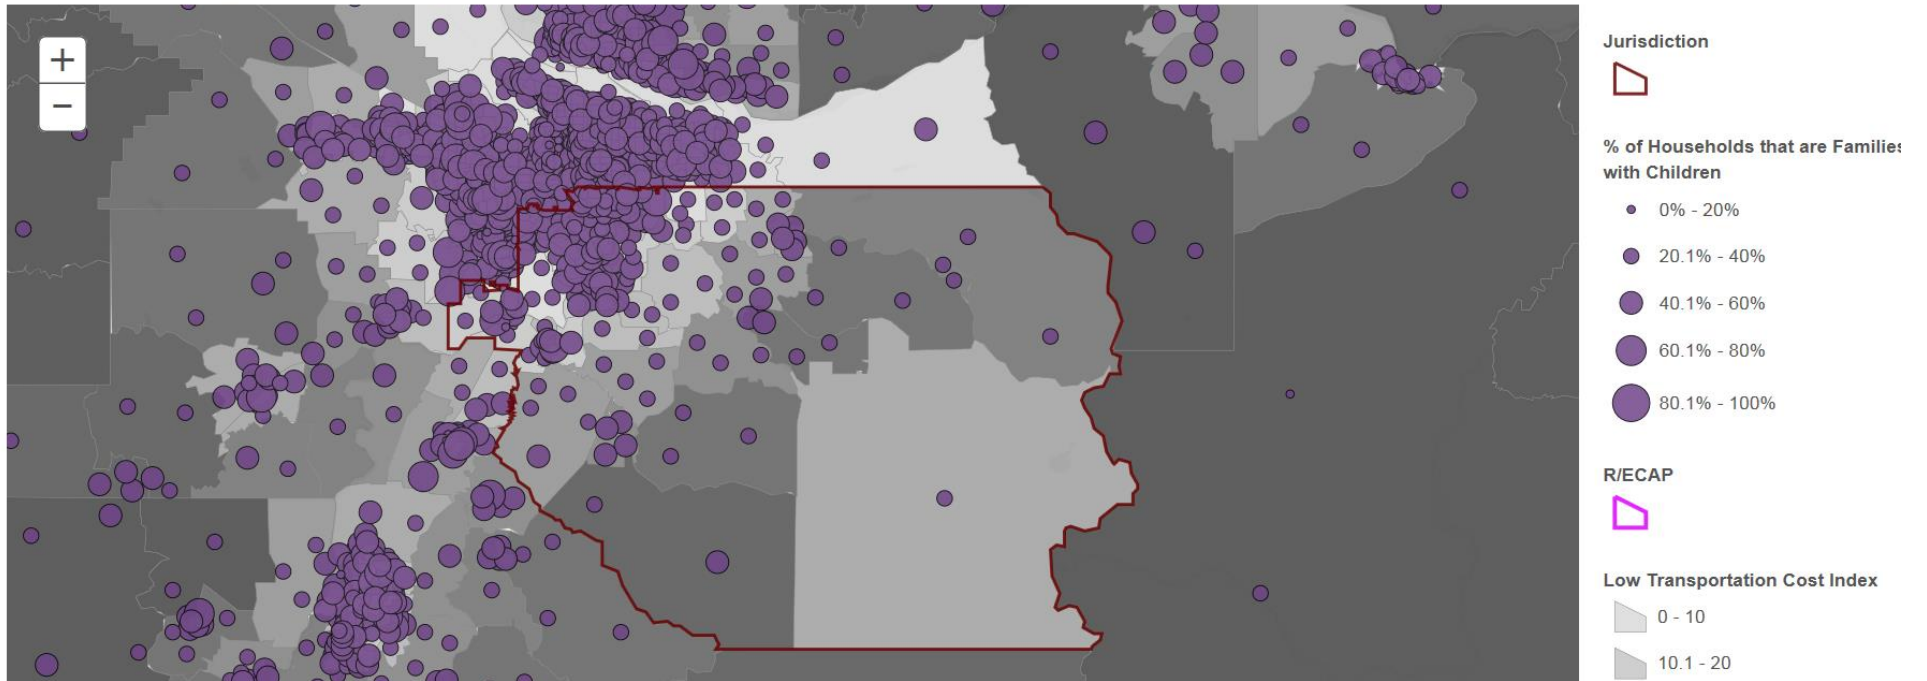 +
−
Jurisdiction
% of Households that are Families
with Children
0% - 20%
20.1% - 40%
40.1% - 60%
60.1% - 80%
80.1% - 100%
R/ECAP
Low Transportation Cost Index
0 - 10
10.1 - 20